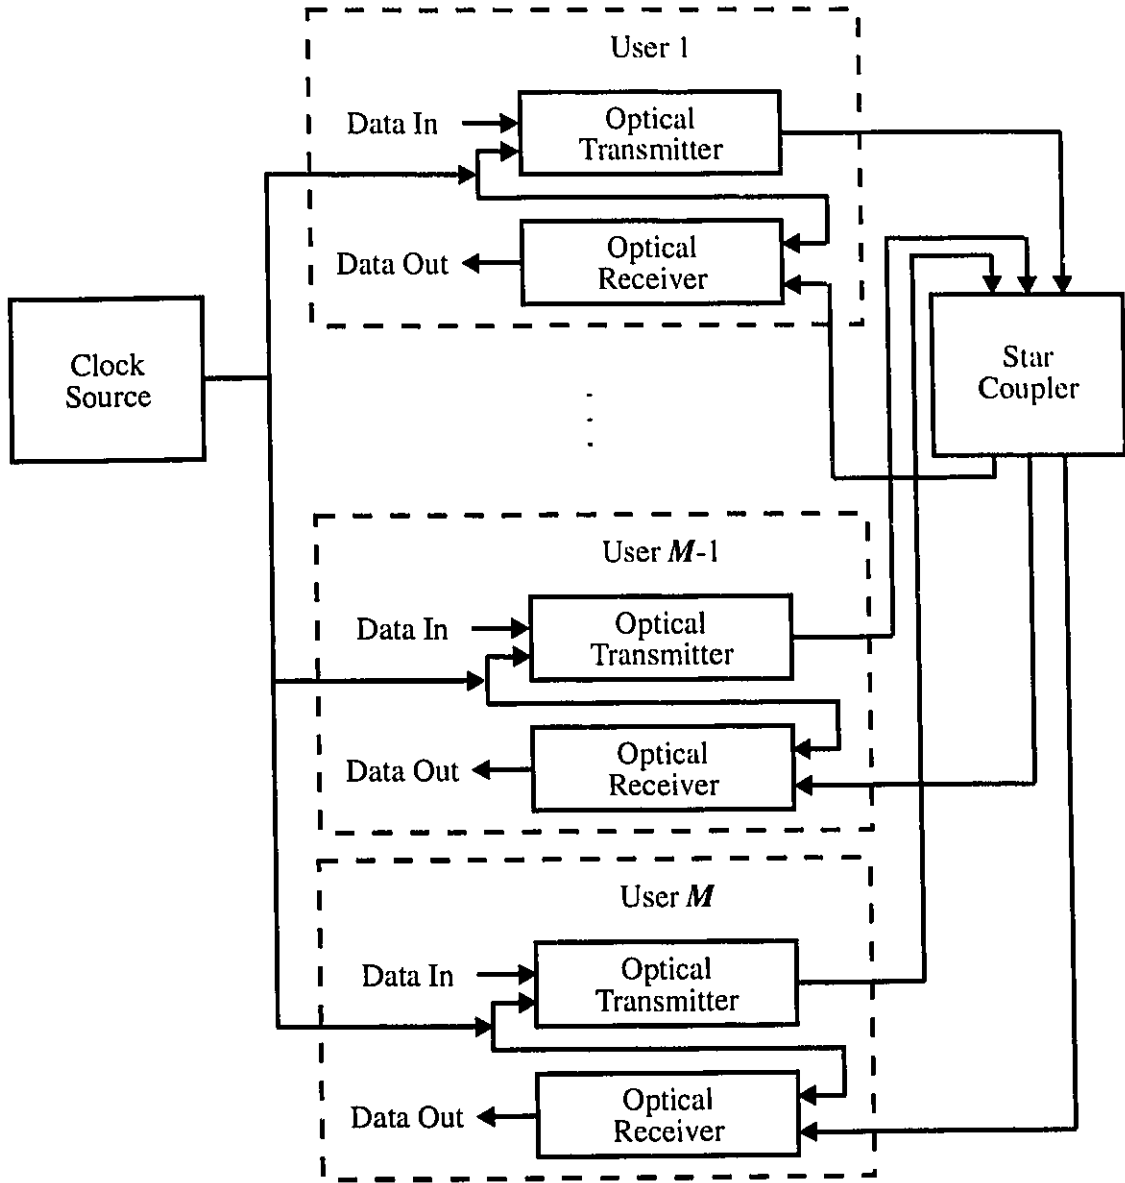 User 1
Data In
Optical
Transmitter
Data Out
Optical
Receiver
Clock
Source
Star
Coupler
User M-1
Data In
Optical
Transmitter
Data Out
Optical
Receiver
User M
Data In
Optical
Transmitter
Data Out
Optical
Receiver